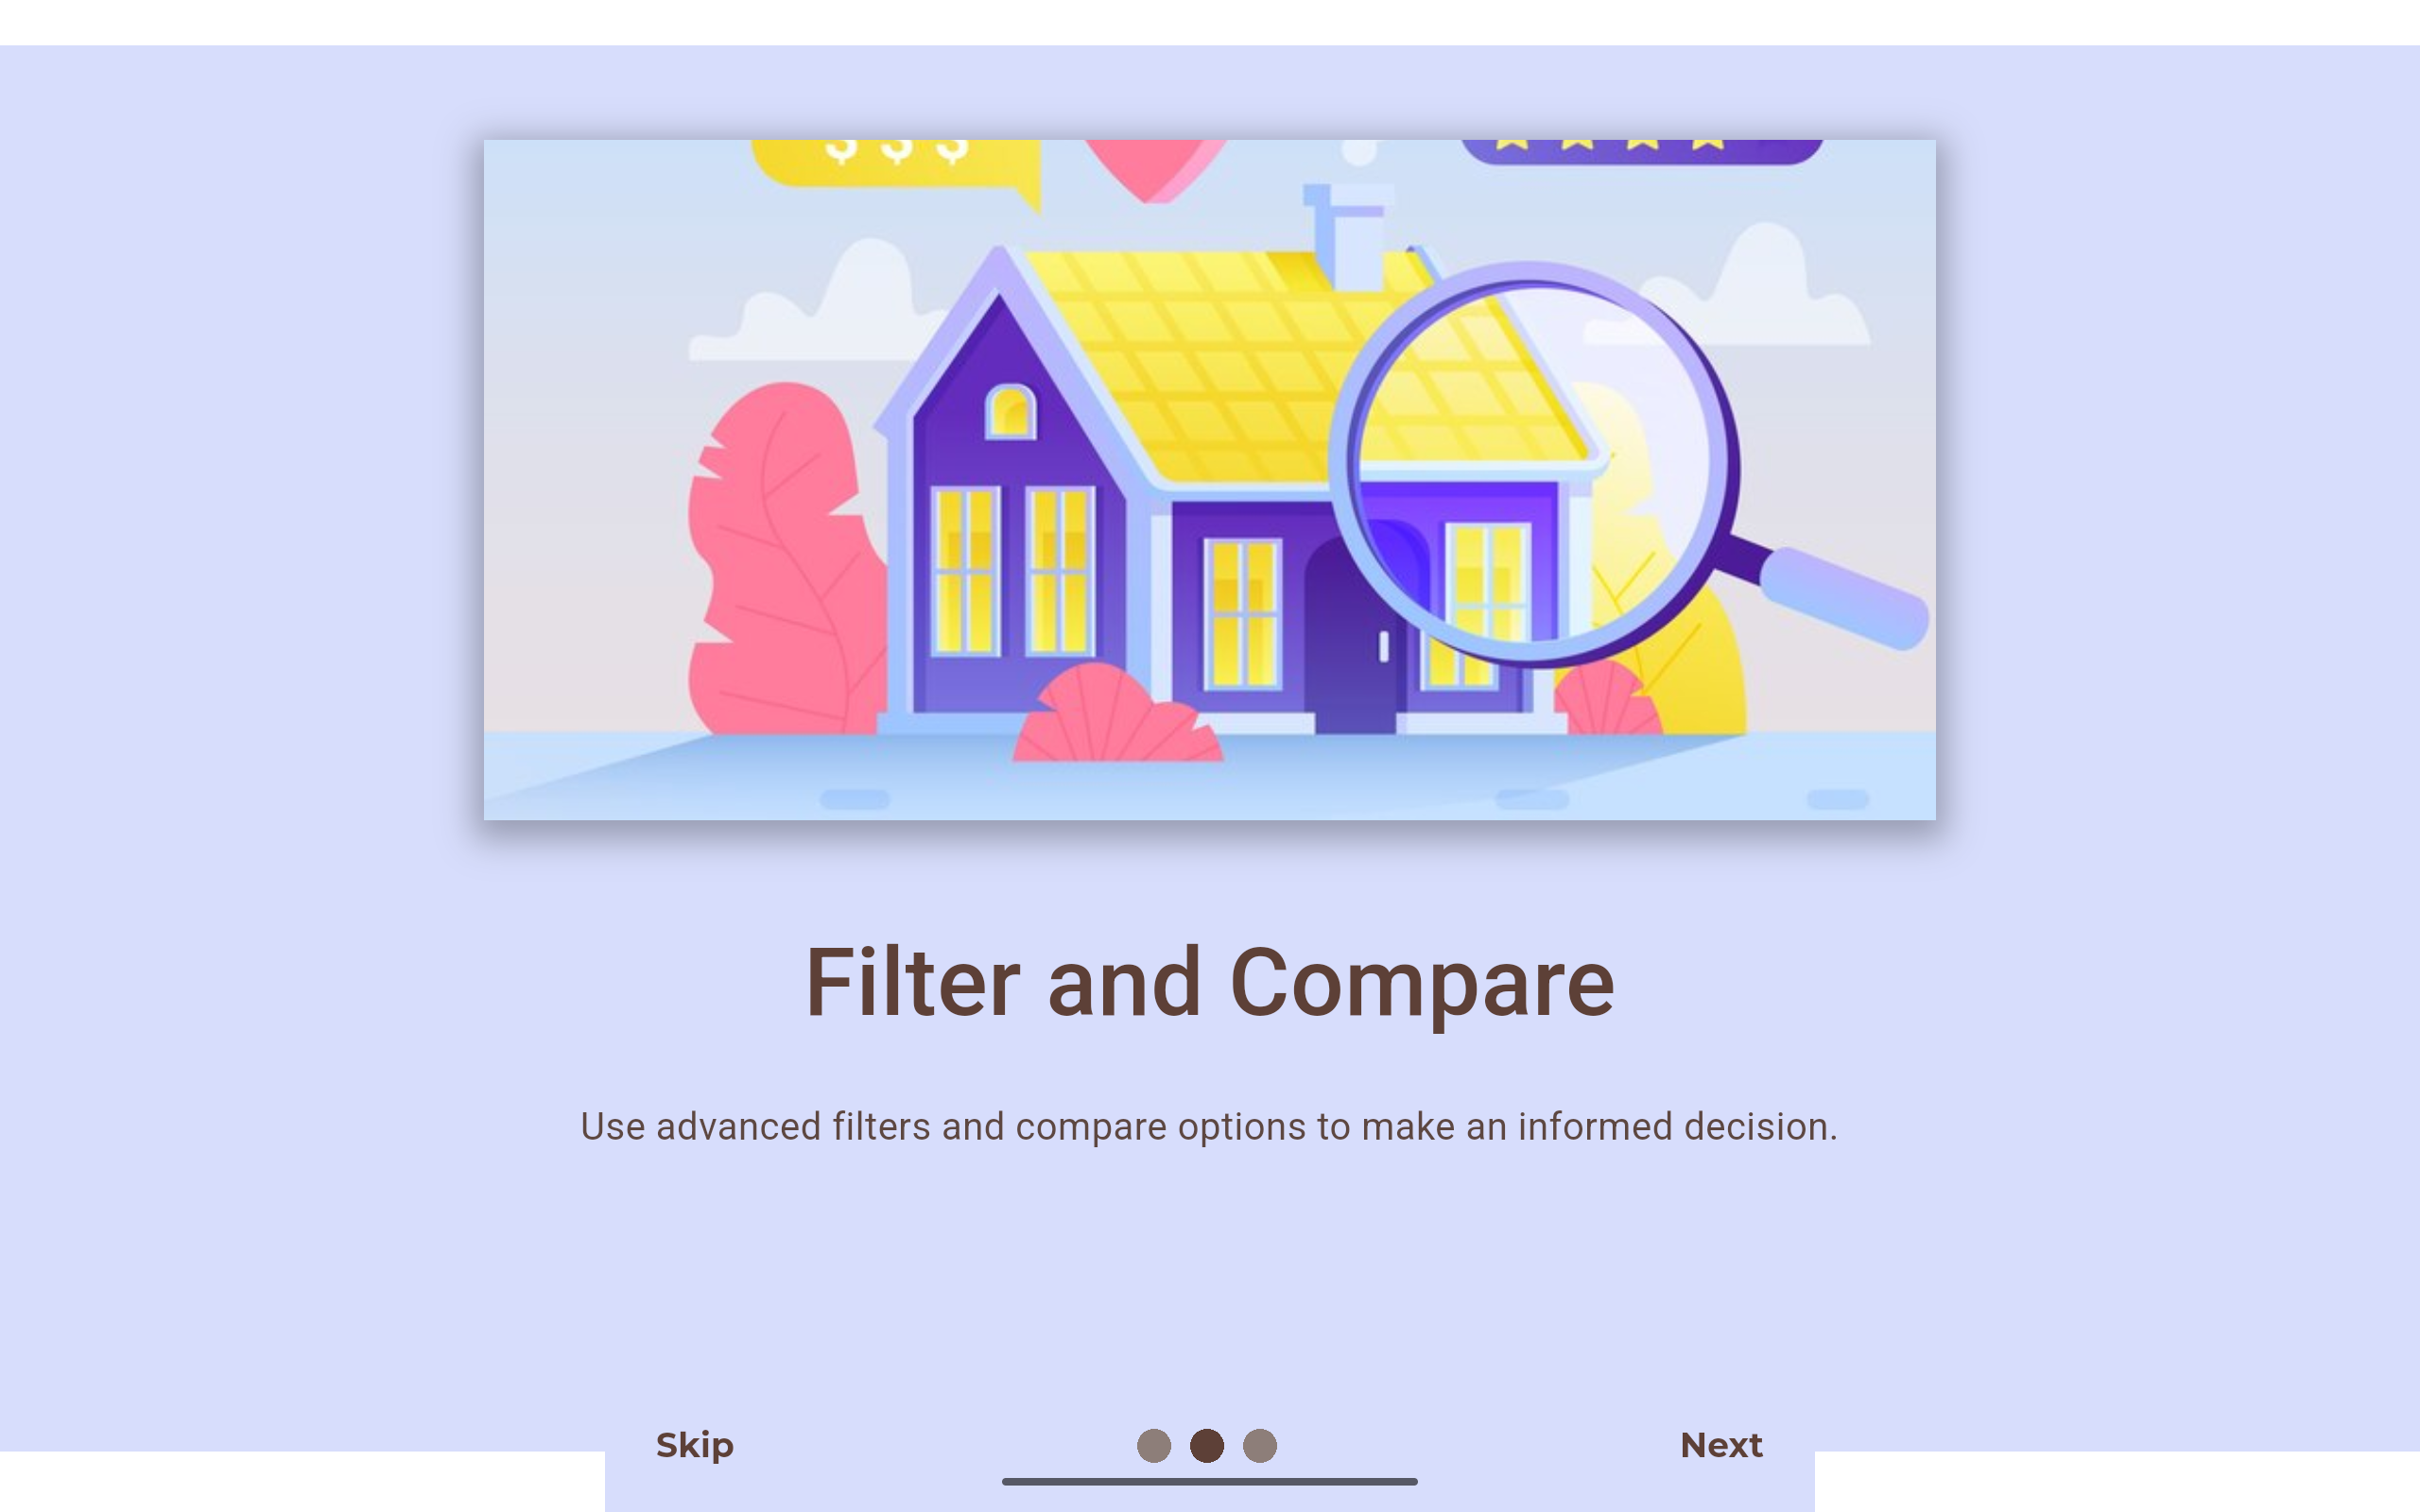 $ $ $
Filter and Compare
Use advanced filters and compare options to make an informed decision.
Skip
Next